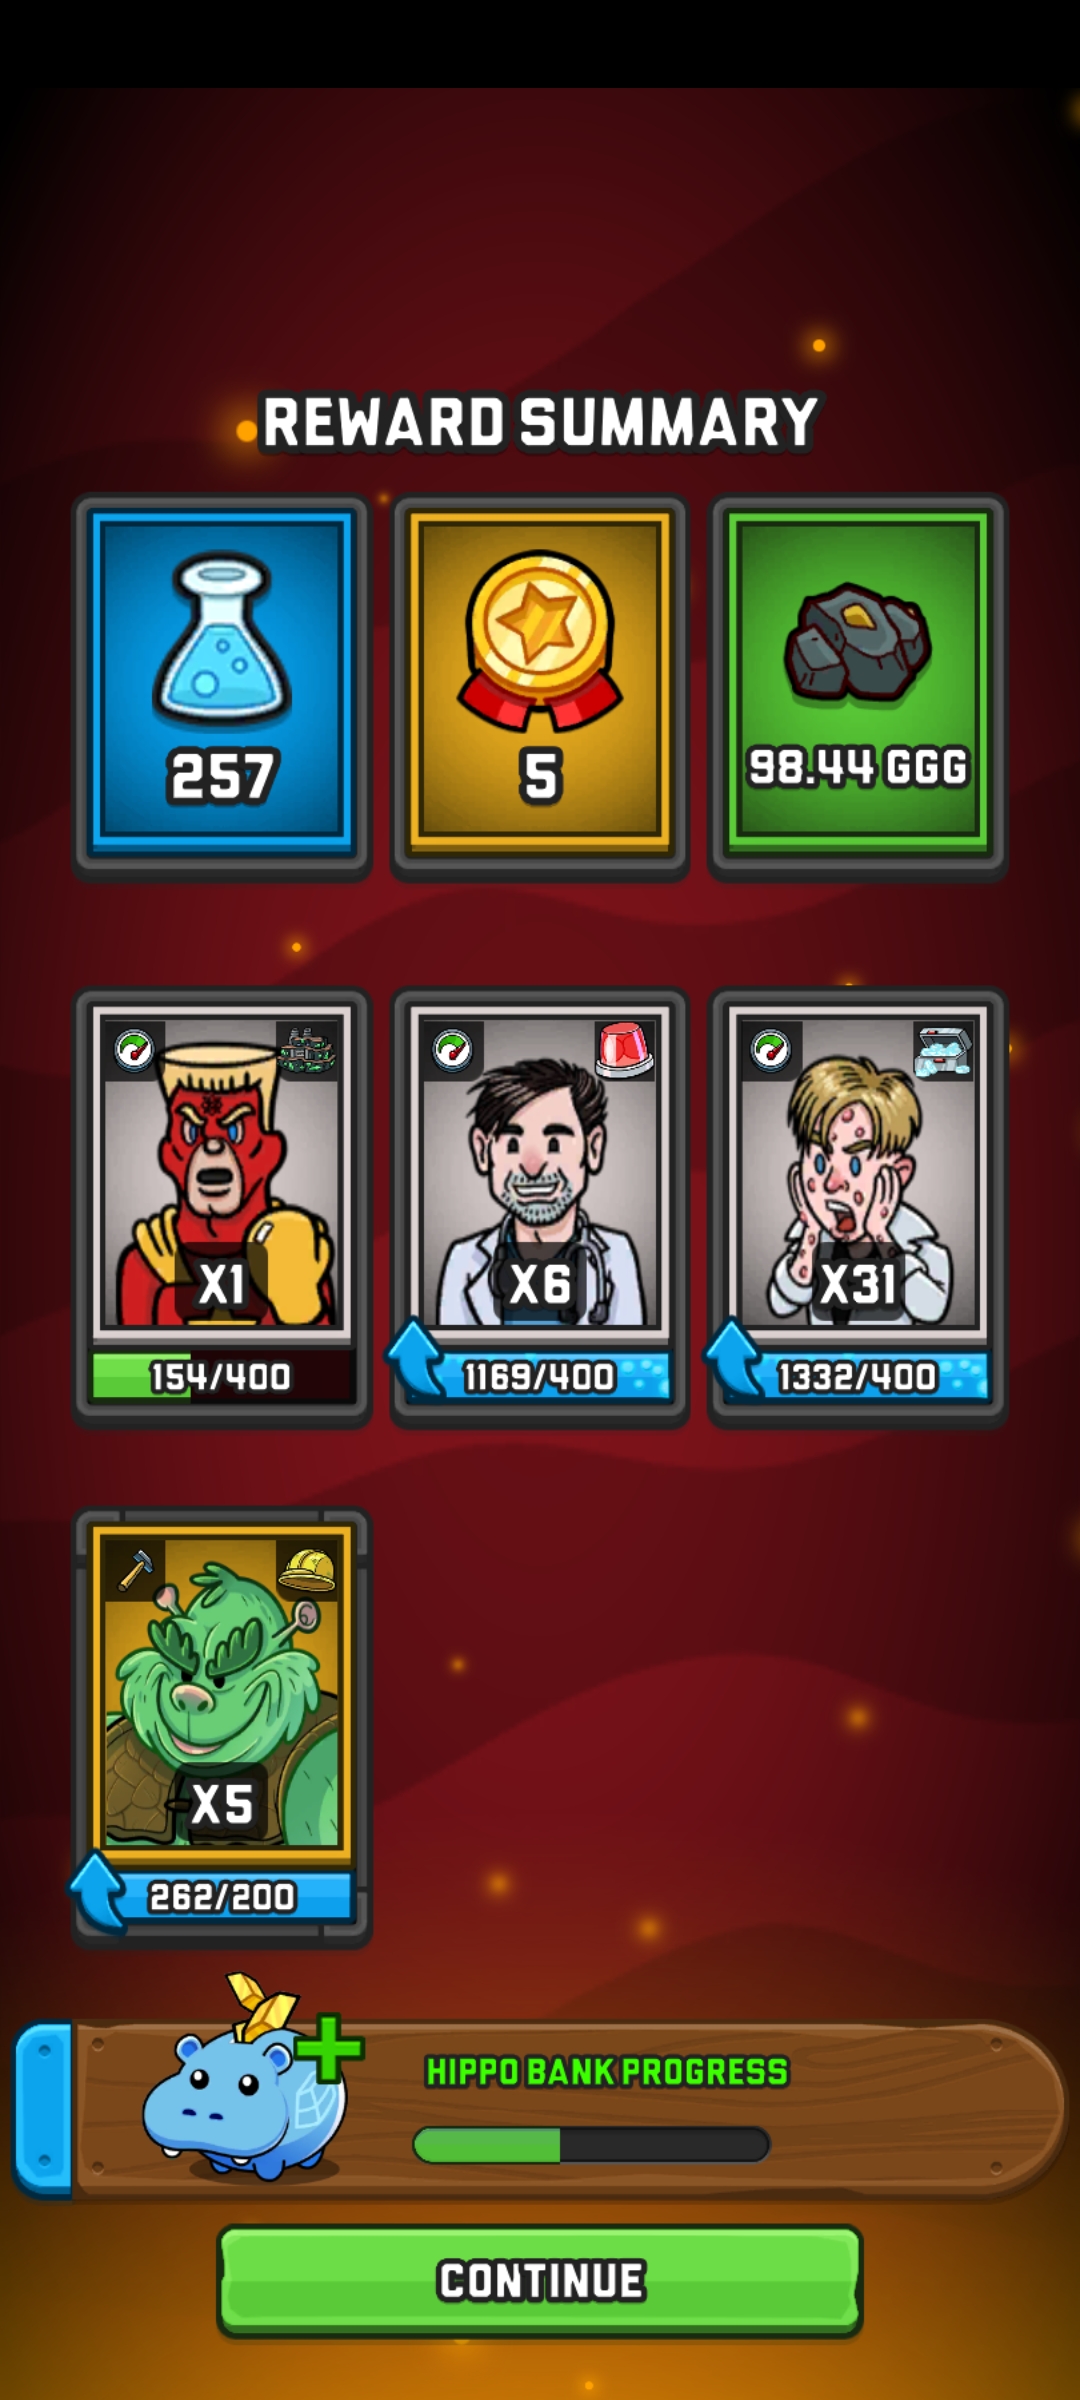 REWARD SUMMARY
257
5
98.44 GGG
X1
X6
X31
154/400
1169/400
1332/400
X5
262/200
HIPPO BANK PROGRESS
CONTINUE